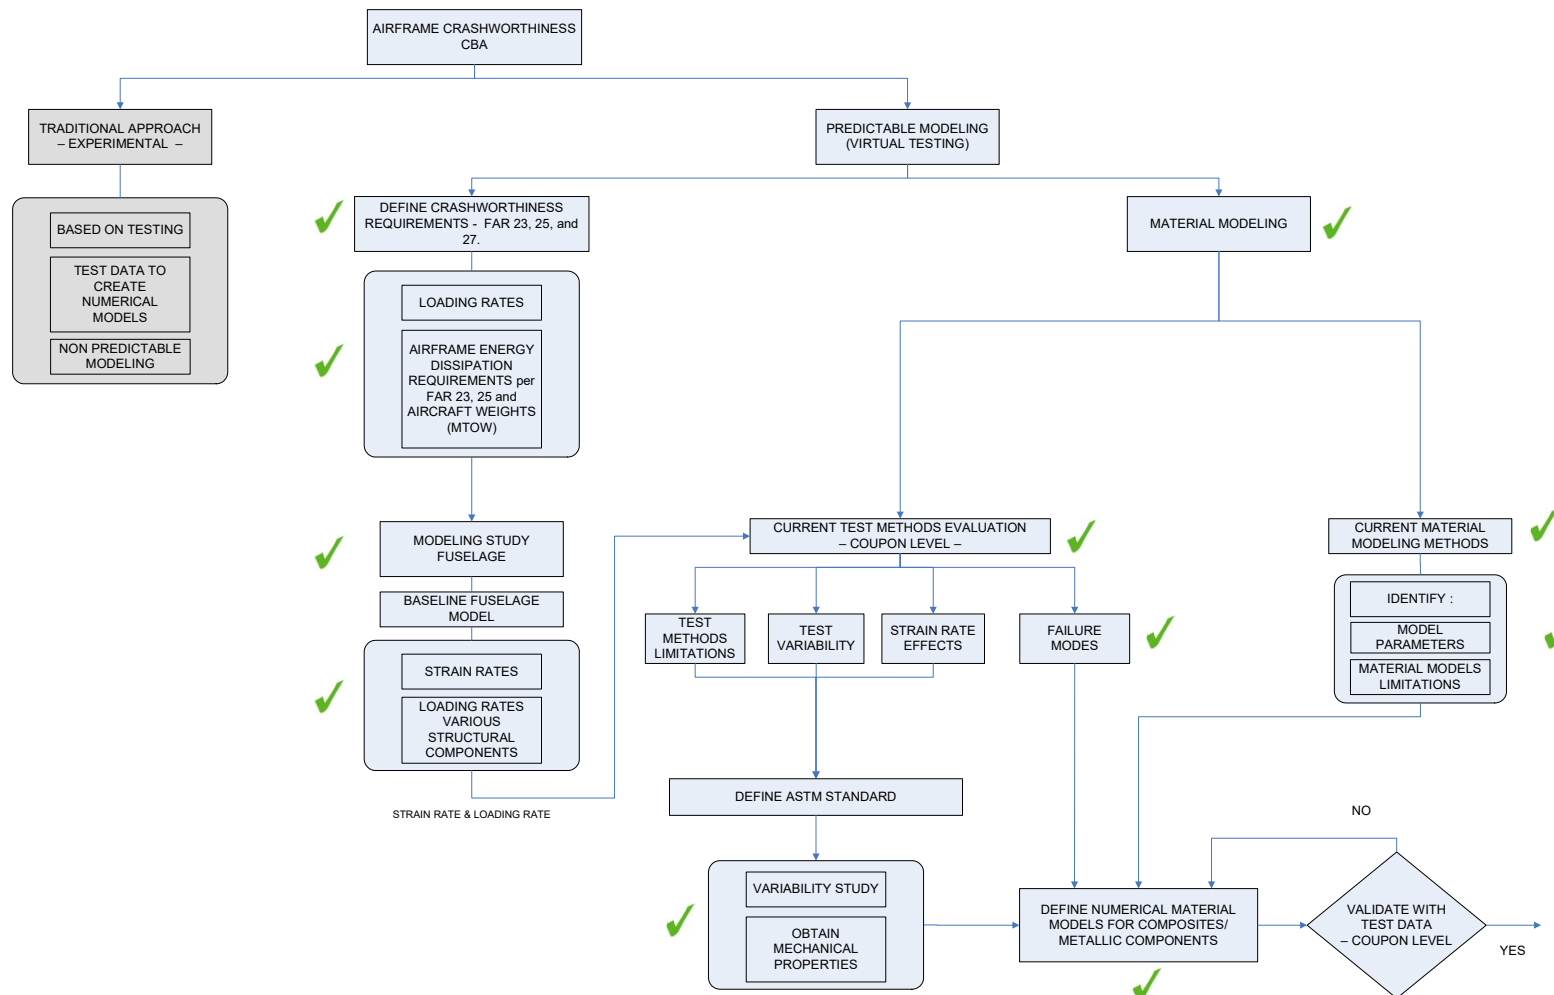 AIRFRAME CRASHWORTHINESS
CBA
TRADITIONAL APPROACH
– EXPERIMENTAL –
PREDICTABLE MODELING
(VIRTUAL TESTING)
BASED ON TESTING
TEST DATA TO
CREATE
NUMERICAL
MODELS
NON PREDICTABLE
MODELING
DEFINE CRASHWORTHINESS
REQUIREMENTS - FAR 23, 25, and
27.
MATERIAL MODELING
LOADING RATES
AIRFRAME ENERGY
DISSIPATION
REQUIREMENTS per
FAR 23, 25 and
AIRCRAFT WEIGHTS
(MTOW)
MODELING STUDY
FUSELAGE
BASELINE FUSELAGE
MODEL
STRAIN RATES
LOADING RATES
VARIOUS
STRUCTURAL
COMPONENTS
STRAIN RATE & LOADING RATE
CURRENT TEST METHODS EVALUATION
– COUPON LEVEL –
TEST
METHODS
LIMITATIONS
TEST
VARIABILITY
STRAIN RATE
EFFECTS
FAILURE
MODES
CURRENT MATERIAL
MODELING METHODS
IDENTIFY :
MODEL
PARAMETERS
MATERIAL MODELS
LIMITATIONS
DEFINE ASTM STANDARD
VARIABILITY STUDY
OBTAIN
MECHANICAL
PROPERTIES
DEFINE NUMERICAL MATERIAL
MODELS FOR COMPOSITES/
METALLIC COMPONENTS
NO
VALIDATE WITH
TEST DATA
– COUPON LEVEL
YES